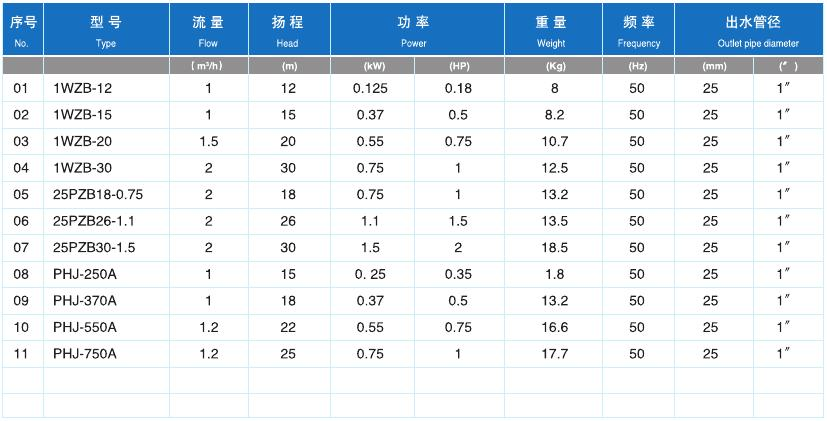 序号 型 号 流 量 扬 程 功 率 重 量 频 率 出水管径
No. Type Flow Head Power Weight Frequency Outlet pipe diameter
(m³/h) (m) (kW) (HP) (Kg) (Hz) (mm) (″)
01 1WZB-12 1 12 0.125 0.18 8 50 25 1″
02 1WZB-15 1 15 0.37 0.5 8.2 50 25 1″
03 1WZB-20 1.5 20 0.55 0.75 10.7 50 25 1″
04 1WZB-30 2 30 0.75 1 12.5 50 25 1″
05 25PZB18-0.75 2 18 0.75 1 13.2 50 25 1″
06 25PZB26-1.1 2 26 1.1 1.5 13.5 50 25 1″
07 25PZB30-1.5 2 30 1.5 2 18.5 50 25 1″
08 PHJ-250A 1 15 0. 25 0.35 1.8 50 25 1″
09 PHJ-370A 1 18 0.37 0.5 13.2 50 25 1″
10 PHJ-550A 1.2 22 0.55 0.75 16.6 50 25 1″
11 PHJ-750A 1.2 25 0.75 1 17.7 50 25 1″